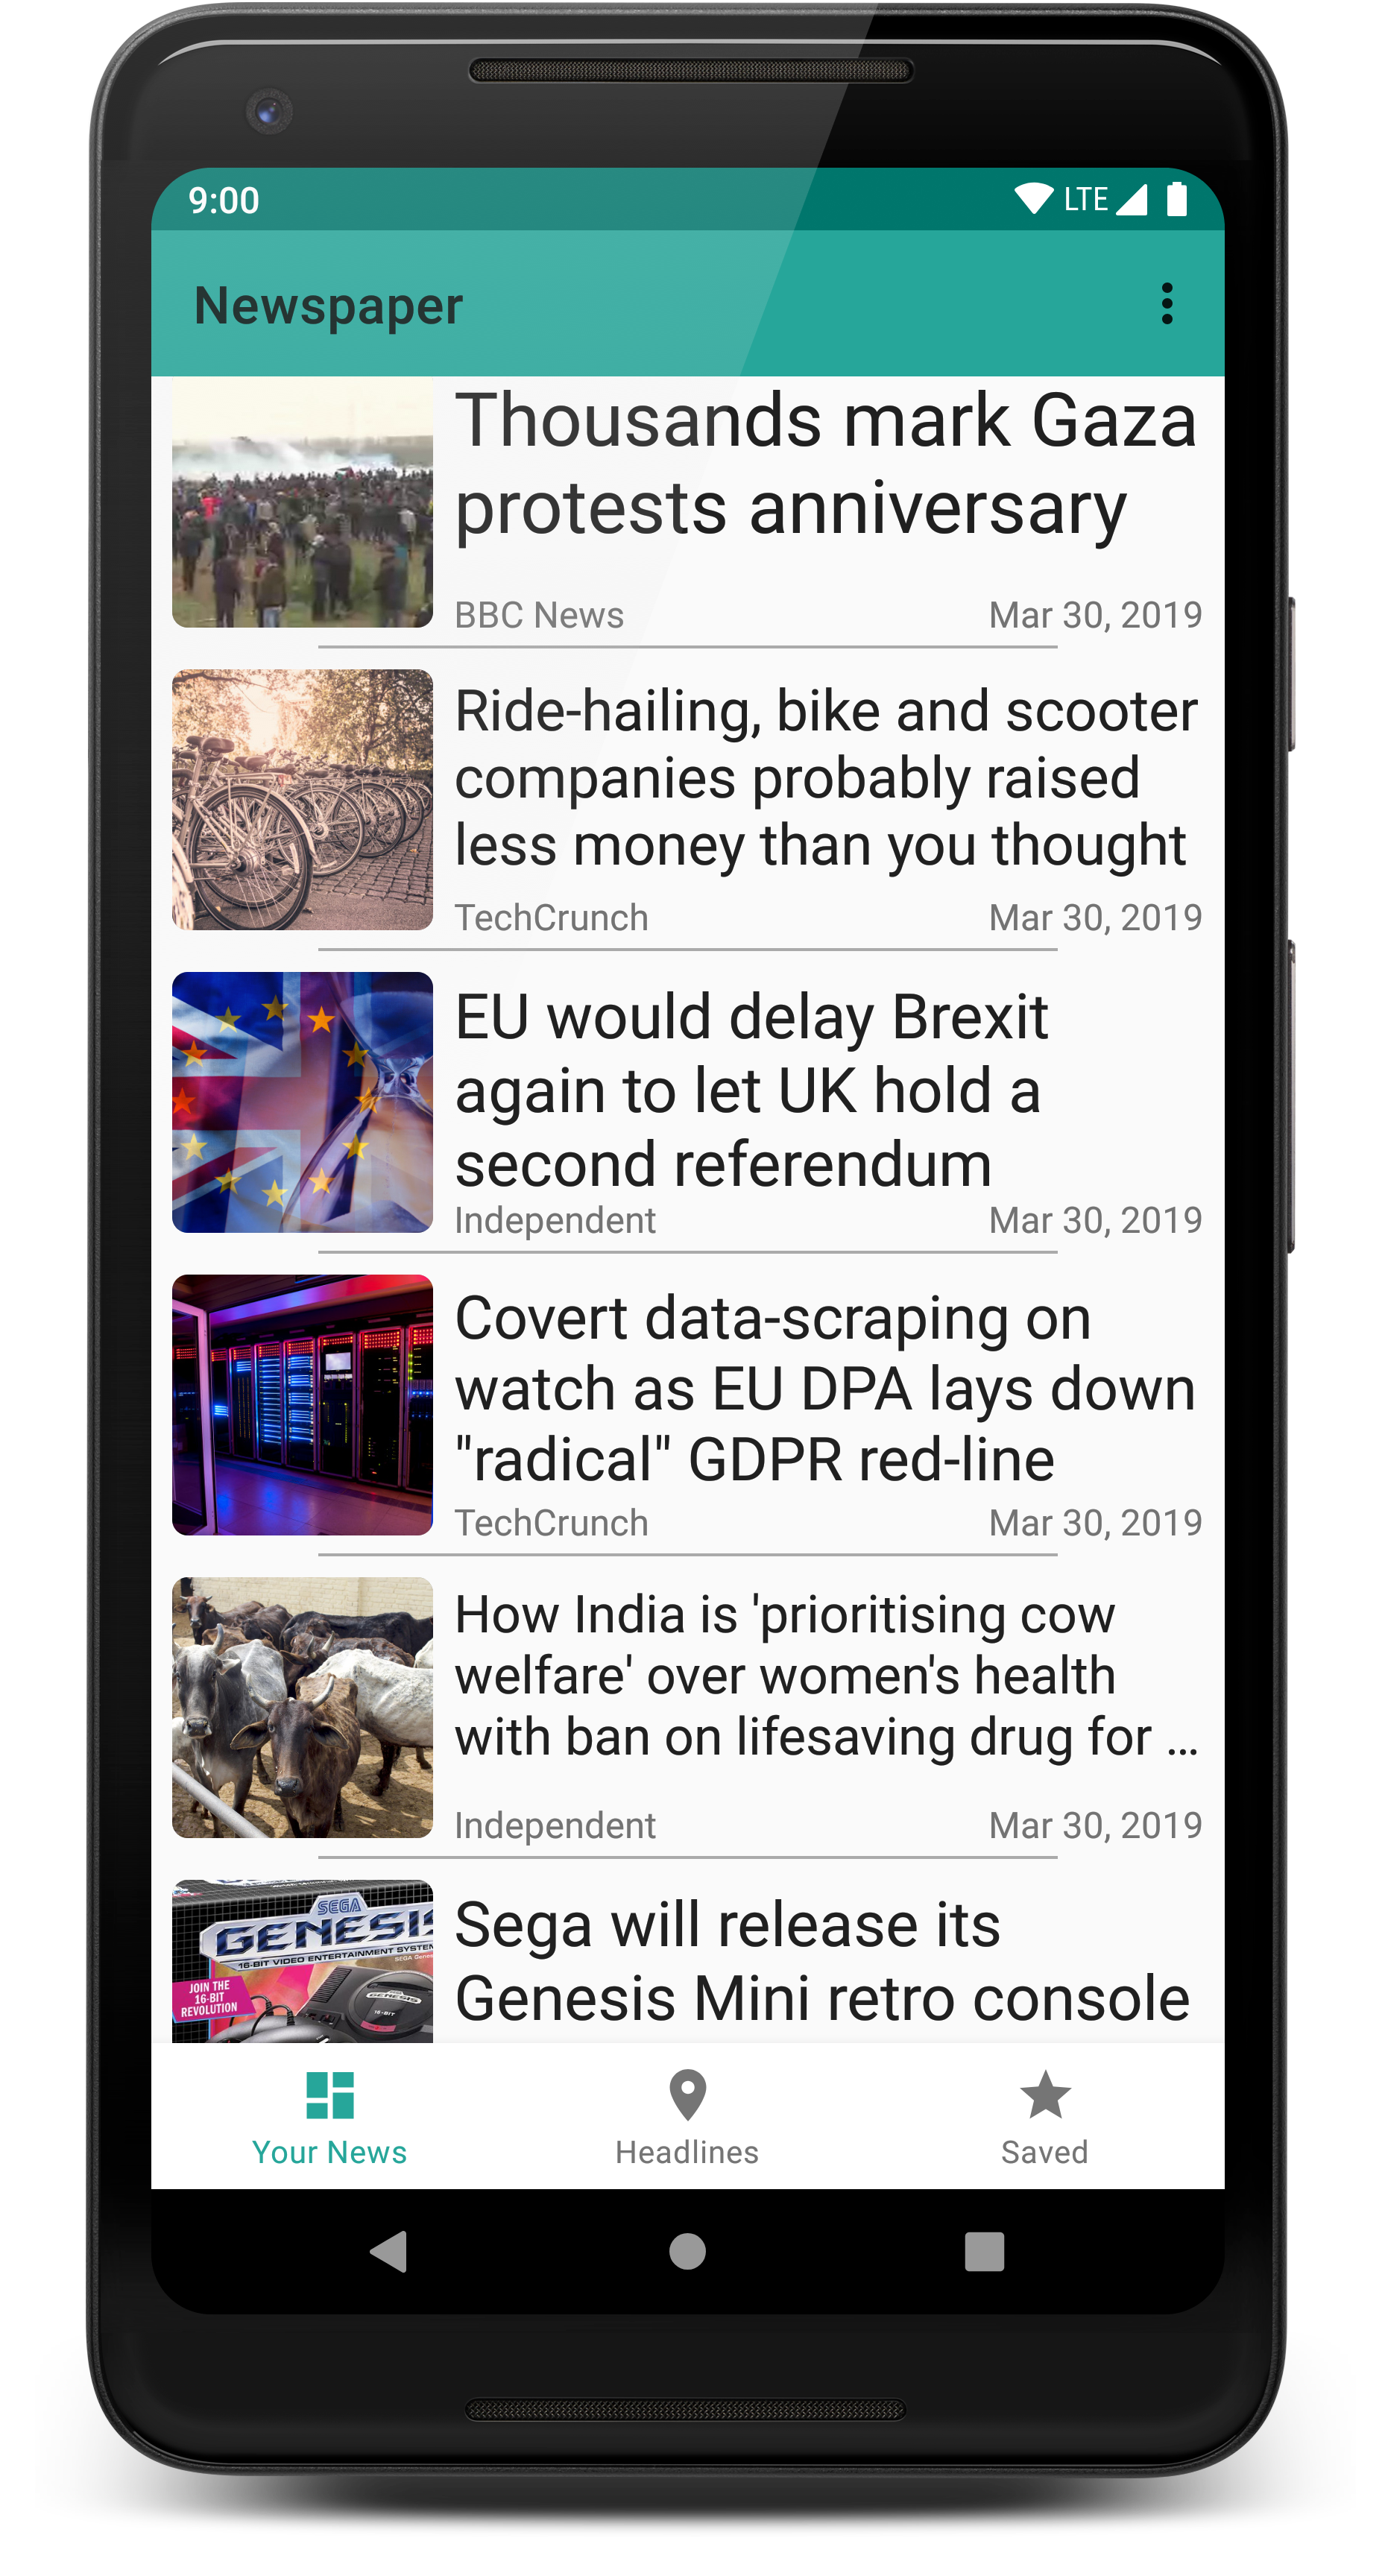 9:00
LTE
Newspaper
Thousands mark Gaza
protests anniversary
BBC News
Mar 30, 2019
Ride-hailing, bike and scooter
companies probably raised
less money than you thought
TechCrunch
Mar 30, 2019
EU would delay Brexit
again to let UK hold a
second referendum
Independent
Mar 30, 2019
Covert data-scraping on
watch as EU DPA lays down
"radical" GDPR red-line
TechCrunch
Mar 30, 2019
How India is 'prioritising cow
welfare' over women's health
with ban on lifesaving drug for …
Independent
Mar 30, 2019
SEGA
GENESIS
16-BIT VIDEO ENTERTAINMENT SYSTEM
JOIN THE
16-BIT
REVOLUTION
GENESIS
16-BIT
Sega will release its
Genesis Mini retro console
Your News
Headlines
Saved